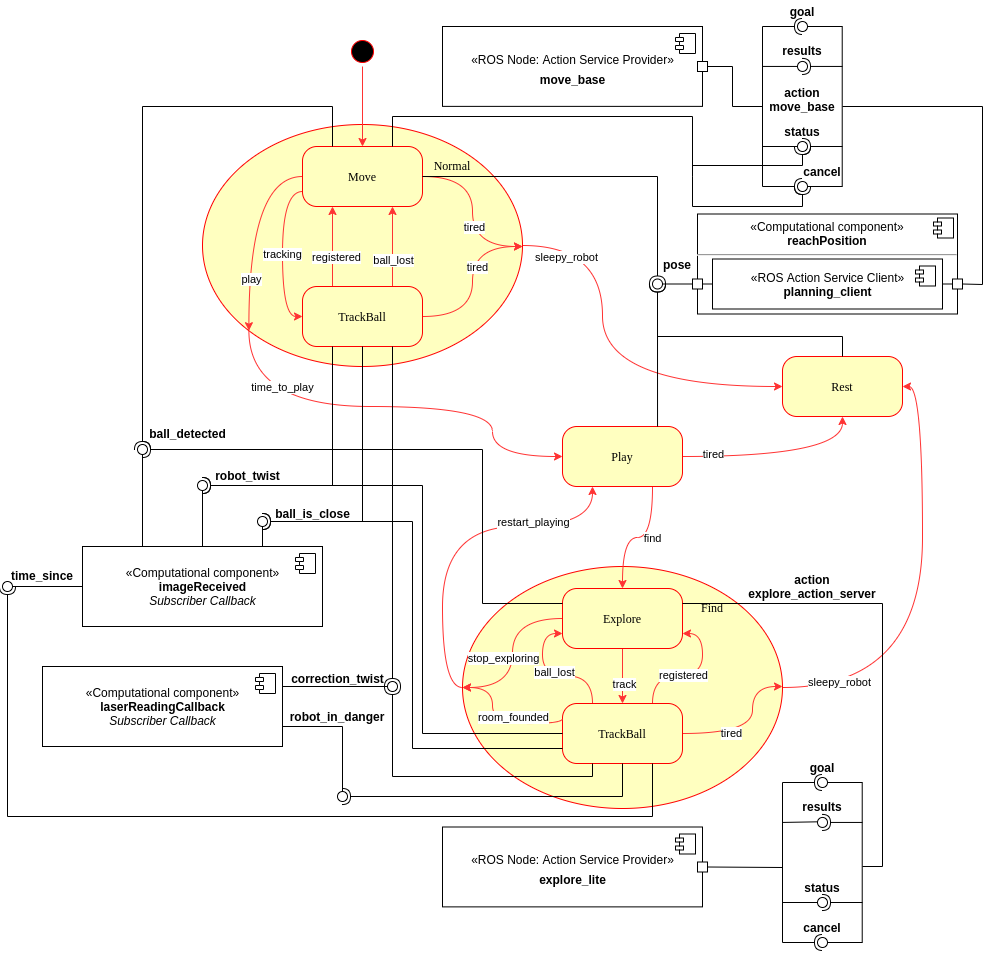 goal
«ROS Node: Action Service Provider»
move_base
results
action
move_base
status
cancel
Normal
Move
tired
tracking
registered
ball_lost
play
tired
TrackBall
sleepy_robot
«Computational component»
reachPosition
pose
«ROS Action Service Client»
planning_client
time_to_play
Rest
ball_detected
Play
tired
robot_twist
ball_is_close
restart_playing
find
time_since
«Computational component»
imageReceived
Subscriber Callback
action
explore_action_server
Find
Explore
stop_exploring
ball_lost
track
registered
sleepy_robot
correction_twist
«Computational component»
laserReadingCallback
Subscriber Callback
robot_in_danger
room_founded
TrackBall
tired
goal
results
«ROS Node: Action Service Provider»
explore_lite
status
cancel